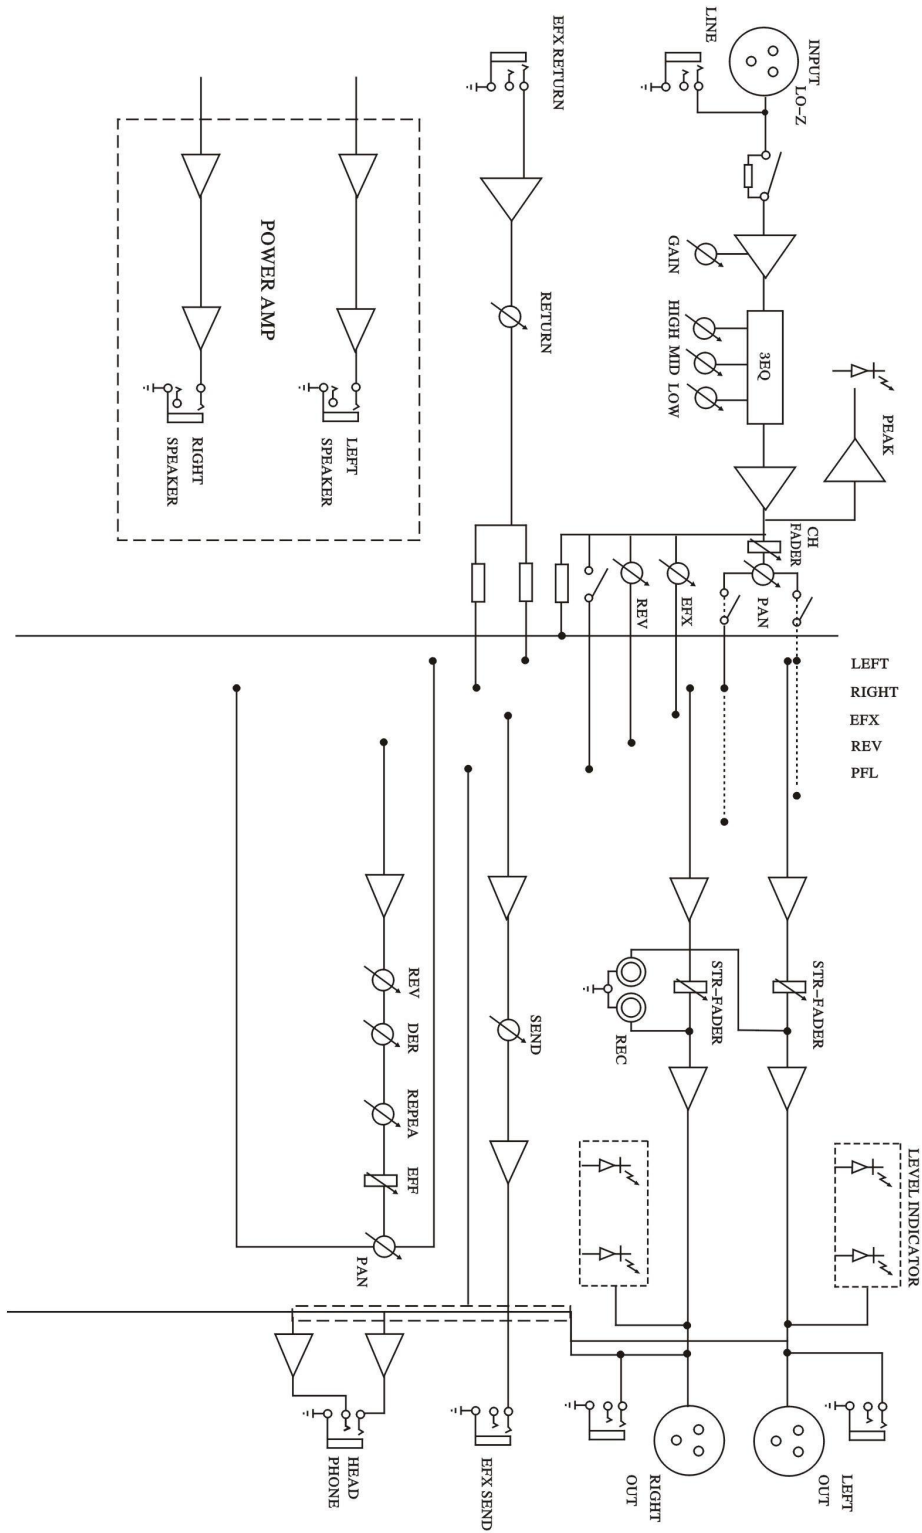 INPUT
LO-Z
LINE
GAIN
HIGH
MID
LOW
3EQ
PEAK
CH
FADER
PAN
EFX
REV
EFX RETURN
RETURN
POWER AMP
LEFT
SPEAKER
RIGHT
SPEAKER
LEFT
RIGHT
EFX
REV
PFL
STR-FADER
STR-FADER
REC
SEND
REV
DER
REPEA
EFF
PAN
LEVEL INDICATOR
LEFT
OUT
RIGHT
OUT
EFX SEND
HEAD
PHONE